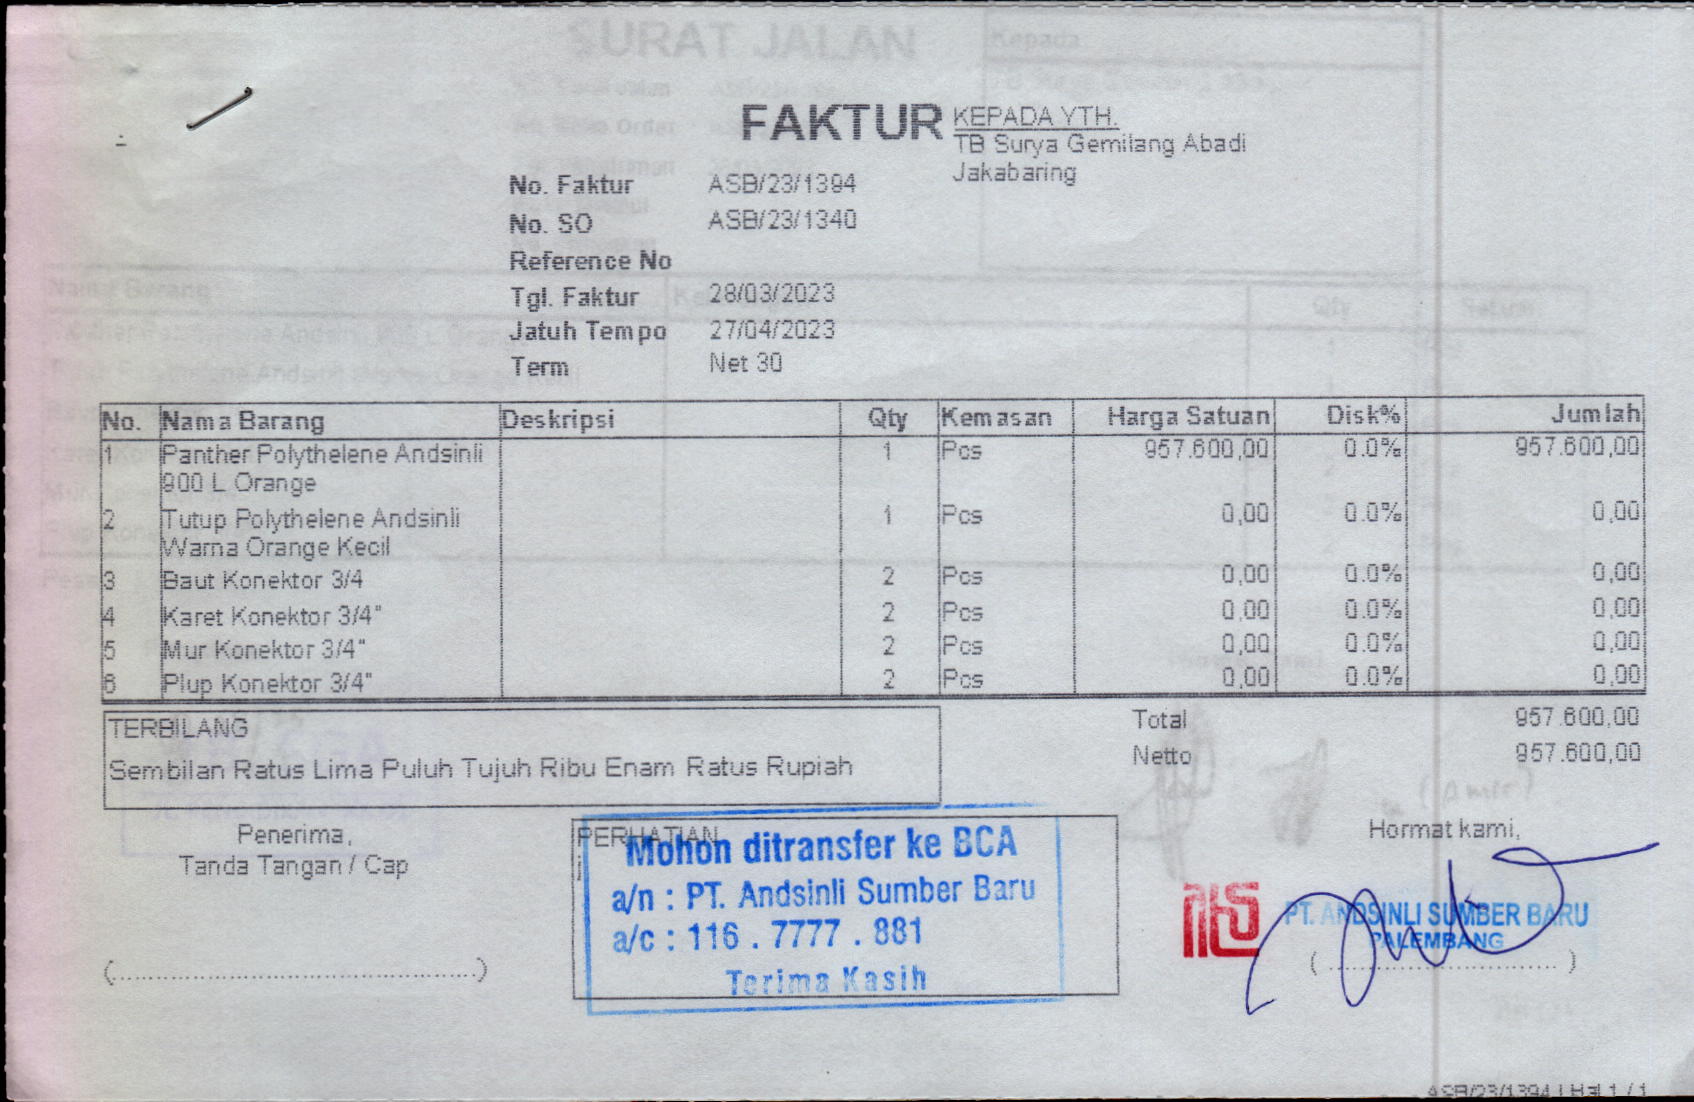 SURAT JALAN
Kepada
FAKTUR
KEPADA YTH.
TB Surya Gemilang Abadi
Jakabaring
No. Faktur ASB/23/1394
No. SO ASB/23/1340
Reference No
Tgl. Faktur 28/03/2023
Jatuh Tempo 27/04/2023
Term Net 30
No. Nama Barang Deskripsi Qty Kemasan Harga Satuan Disk% Jumlah
1 Panther Polythelene Andsinli 1 Pcs 957.600,00 0.0% 957.600,00
900 L Orange
2 Tutup Polythelene Andsinli 1 Pcs 0,00 0.0% 0,00
Warna Orange Kecil
3 Baut Konektor 3/4 2 Pcs 0,00 0.0% 0,00
4 Karet Konektor 3/4" 2 Pcs 0,00 0.0% 0,00
5 Mur Konektor 3/4" 2 Pcs 0,00 0.0% 0,00
6 Plup Konektor 3/4" 2 Pcs 0,00 0.0% 0,00
TERBILANG
Sembilan Ratus Lima Puluh Tujuh Ribu Enam Ratus Rupiah
Total 957.600,00
Netto 957.600,00
Penerima,
Tanda Tangan / Cap
PERHATIAN
Mohon ditransfer ke BCA
a/n : PT. Andsinli Sumber Baru
a/c : 116 . 7777 . 881
Terima Kasih
Hormat kami,
PT. ANDSINLI SUMBER BARU
PALEMBANG
ASB/23/1394 | Hal 1 / 1